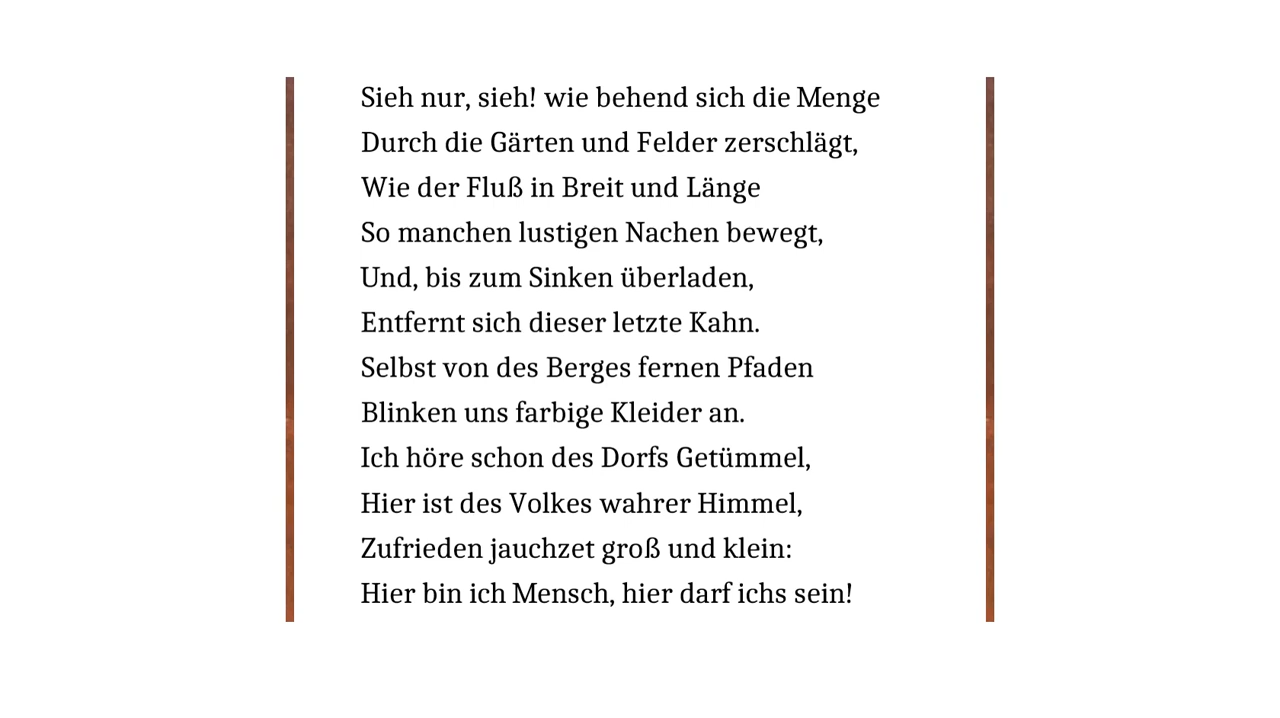 Sieh nur, sieh! wie behend sich die Menge
Durch die Gärten und Felder zerschlägt,
Wie der Fluß in Breit und Länge
So manchen lustigen Nachen bewegt,
Und, bis zum Sinken überladen,
Entfernt sich dieser letzte Kahn.
Selbst von des Berges fernen Pfaden
Blinken uns farbige Kleider an.
Ich höre schon des Dorfs Getümmel,
Hier ist des Volkes wahrer Himmel,
Zufrieden jauchzet groß und klein:
Hier bin ich Mensch, hier darf ichs sein!